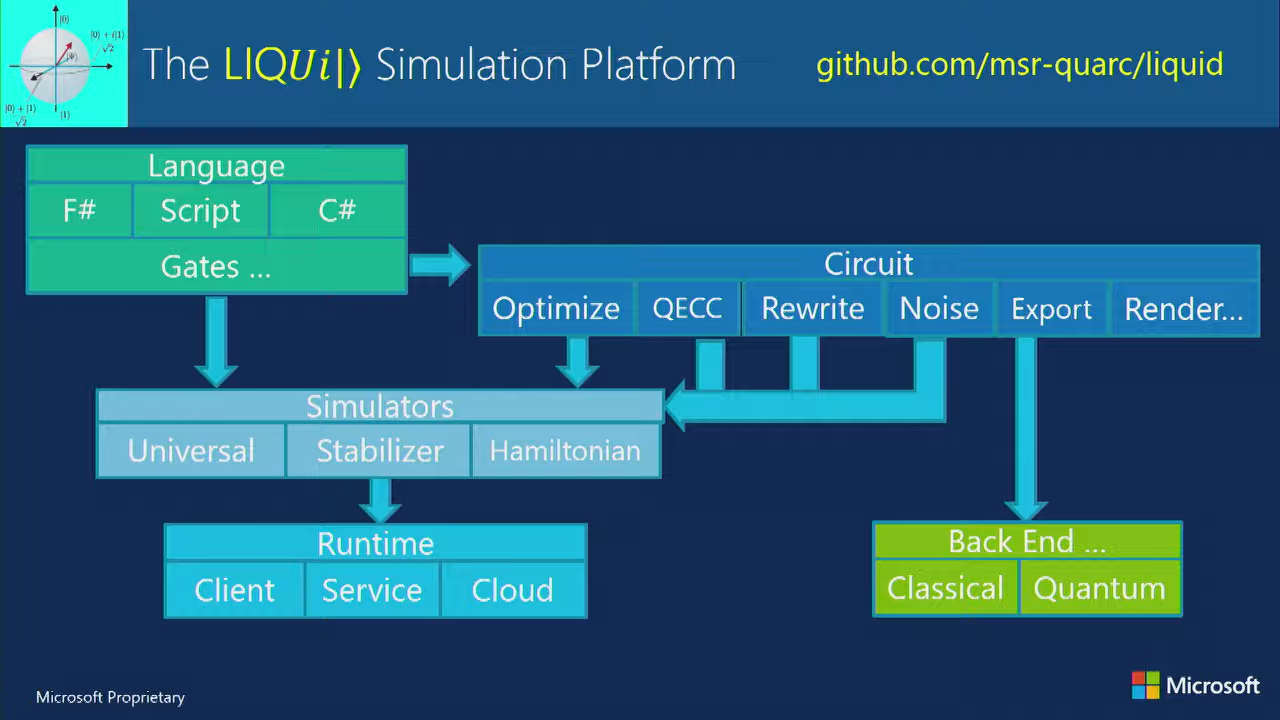 The LIQUi|⟩ Simulation Platform
github.com/msr-quarc/liquid
|0⟩
|0⟩ + i|1⟩
√2
|Ψ⟩
|0⟩ + |1⟩
√2
|1⟩
Language
F# Script C#
Gates ...
Circuit
Optimize QECC Rewrite Noise Export Render...
Simulators
Universal Stabilizer Hamiltonian
Runtime
Client Service Cloud
Back End ...
Classical Quantum
Microsoft Proprietary
Microsoft